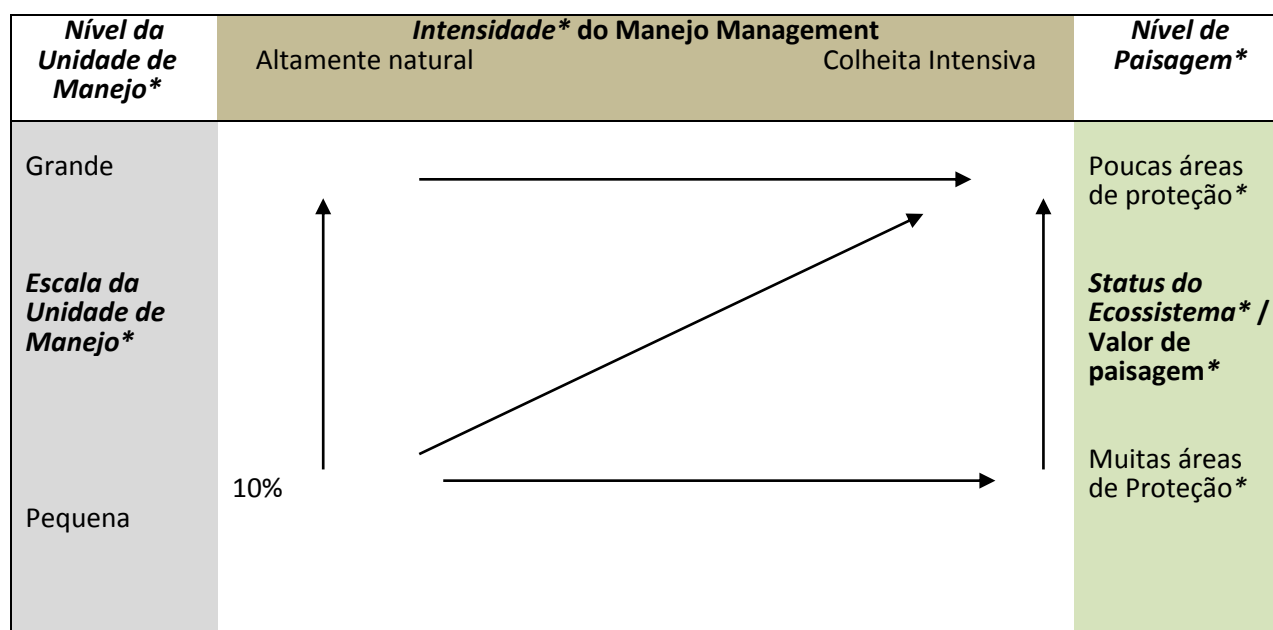 Nível da
Unidade de
Manejo*
Intensidade* do Manejo Management
Altamente natural
Colheita Intensiva
Nível de
Paisagem*
Grande
Escala da
Unidade de
Manejo*
Pequena
10%
Poucas áreas
de proteção*
Status do
Ecossistema* /
Valor de
paisagem*
Muitas áreas
de Proteção*